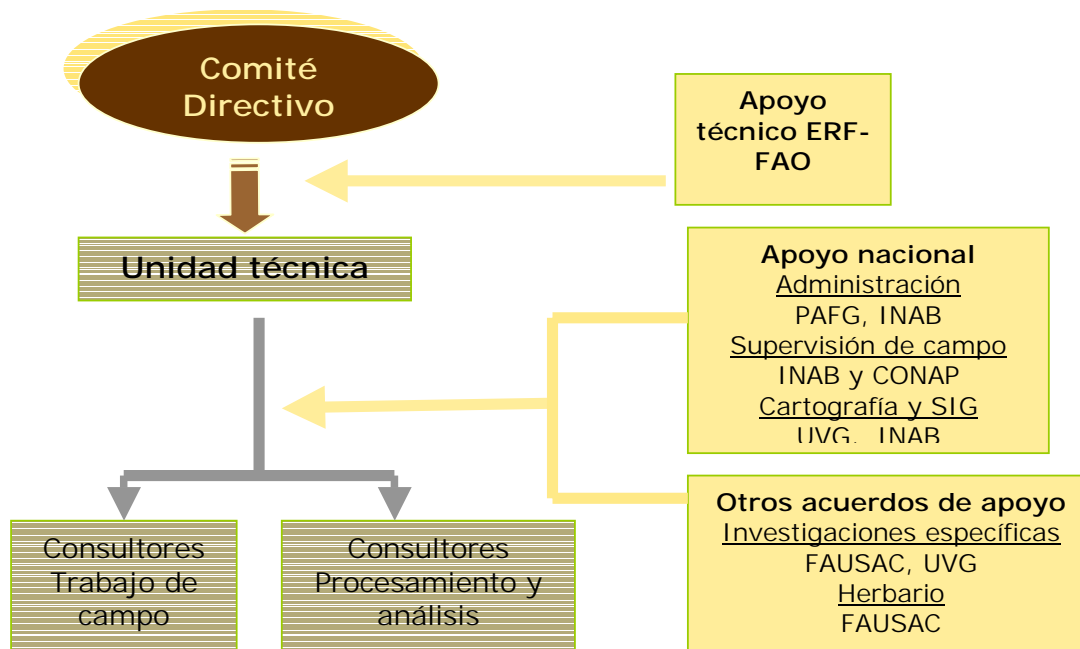 Comité
Directivo
Apoyo
técnico ERF-
FAO
Unidad técnica
Apoyo nacional
Administración
PAFG, INAB
Supervisión de campo
INAB y CONAP
Cartografía y SIG
UVG, INAB
Otros acuerdos de apoyo
Investigaciones específicas
FAUSAC, UVG
Herbario
FAUSAC
Consultores
Trabajo de
campo
Consultores
Procesamiento y
análisis